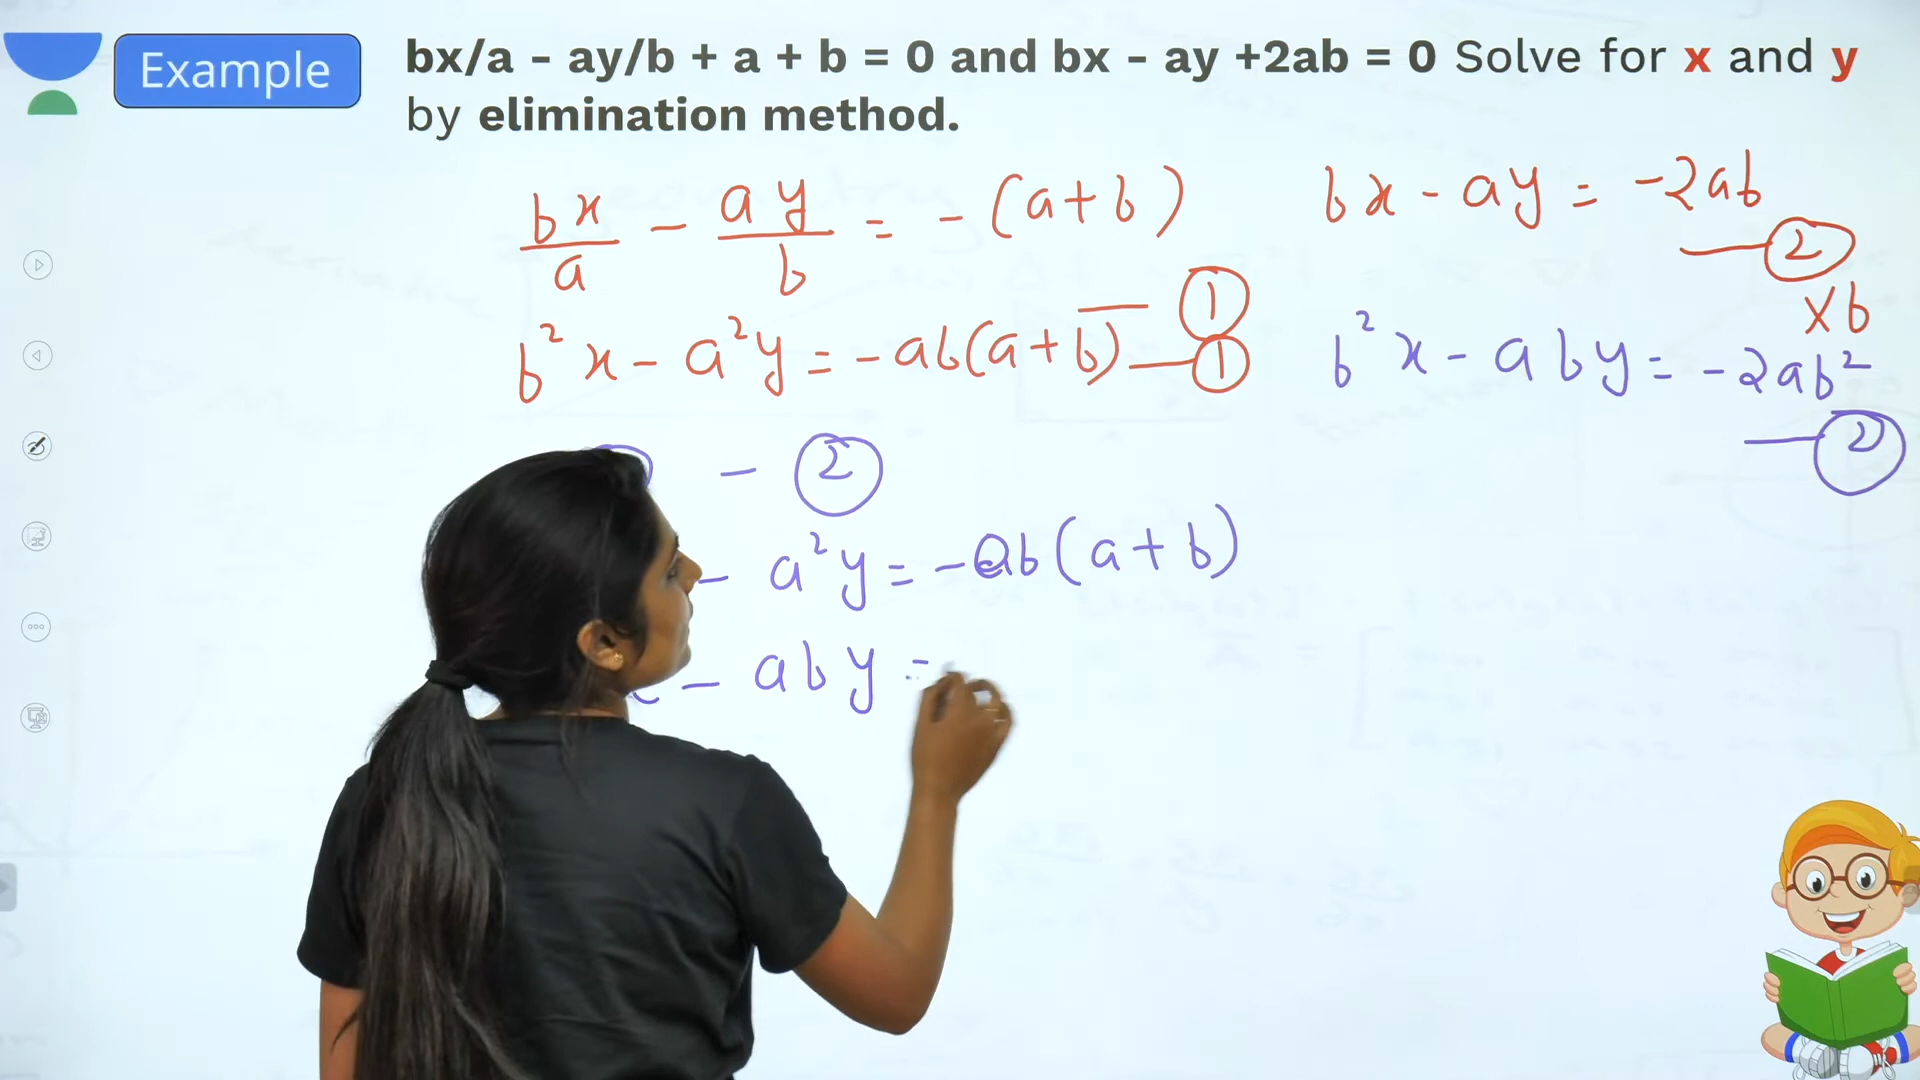 Example
bx/a - ay/b + a + b = 0 and bx - ay +2ab = 0 Solve for x and y
by elimination method.
bx/a - ay/b = -(a+b) — 1
bx - ay = -2ab — 2
×b
b²x - a²y = -ab(a+b) — 1
b²x - aby = -2ab² — 2
- 2
- a²y = -ab(a+b)
- aby =